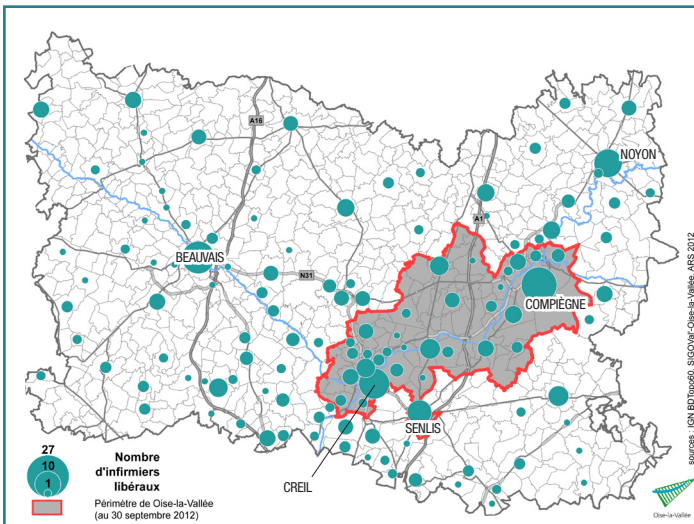 A16
NOYON
A1
BEAUVAIS
N31
COMPIÈGNE
SENLIS
CREIL
27
10
1
Nombre
d'infirmiers
libéraux
Périmètre de Oise-la-Vallée
(au 30 septembre 2012)
sources : IGN BDTopo60, SIGOVal²-Oise-la-Vallée, ARS 2012
Oise-la-Vallée